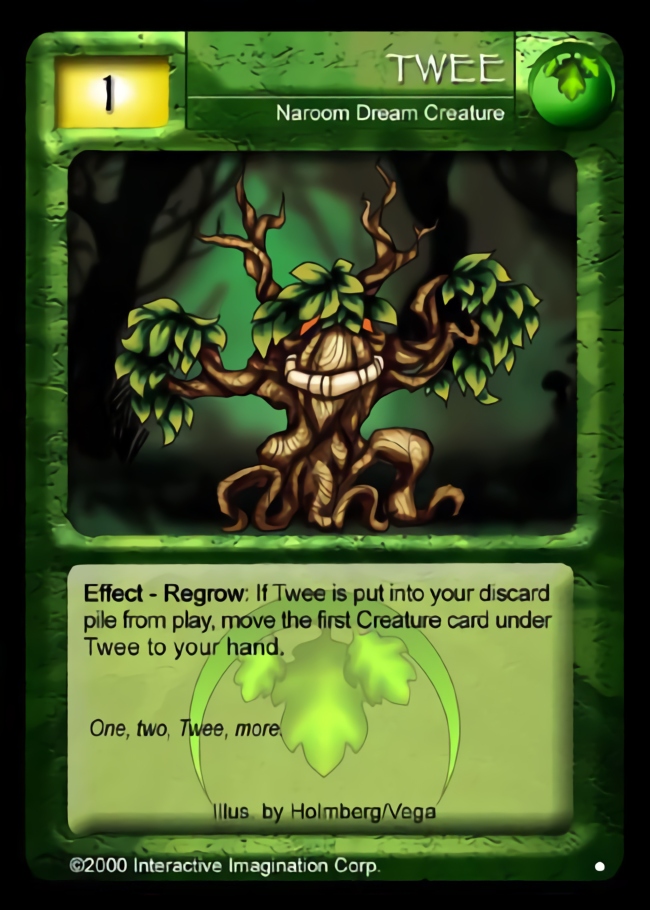 1
TWEE
Naroom Dream Creature
Effect - Regrow: If Twee is put into your discard
pile from play, move the first Creature card under
Twee to your hand.
One, two, Twee, more.
Illus. by Holmberg/Vega
©2000 Interactive Imagination Corp.